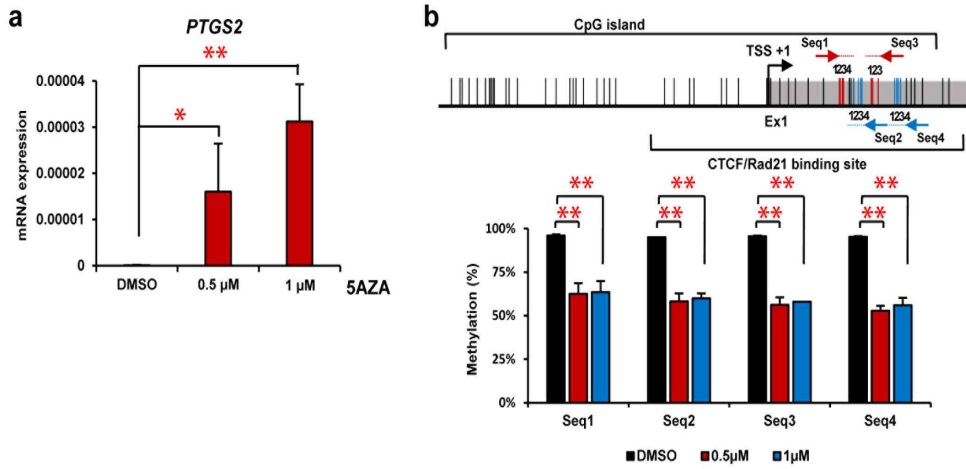 a
PTGS2
**
*
0.00004
0.00003
0.00002
0.00001
0
mRNA expression
DMSO 0.5 µM 1 µM 5AZA
b
CpG island
TSS +1
Seq1 Seq3
1234 123
Ex1
1234 1234
Seq2 Seq4
CTCF/Rad21 binding site
** ** ** **
** ** ** **
100%
75%
50%
25%
0%
Methylation (%)
Seq1 Seq2 Seq3 Seq4
DMSO 0.5µM 1µM